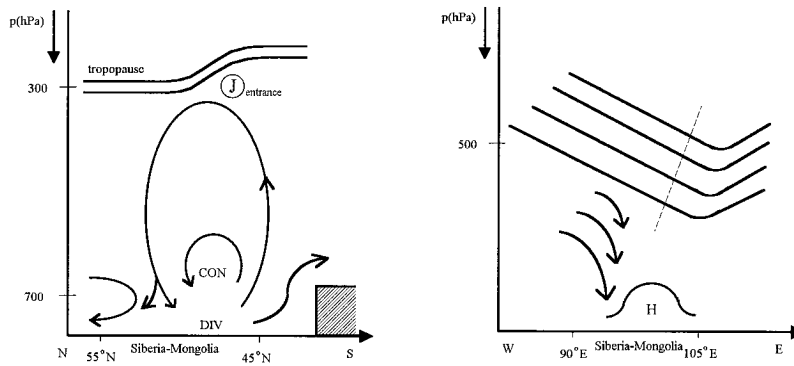 p(hPa)
tropopause
300
J entrance
CON
700
DIV
N 55°N Siberia-Mongolia 45°N S
p(hPa)
500
H
W 90°E Siberia-Mongolia 105°E E